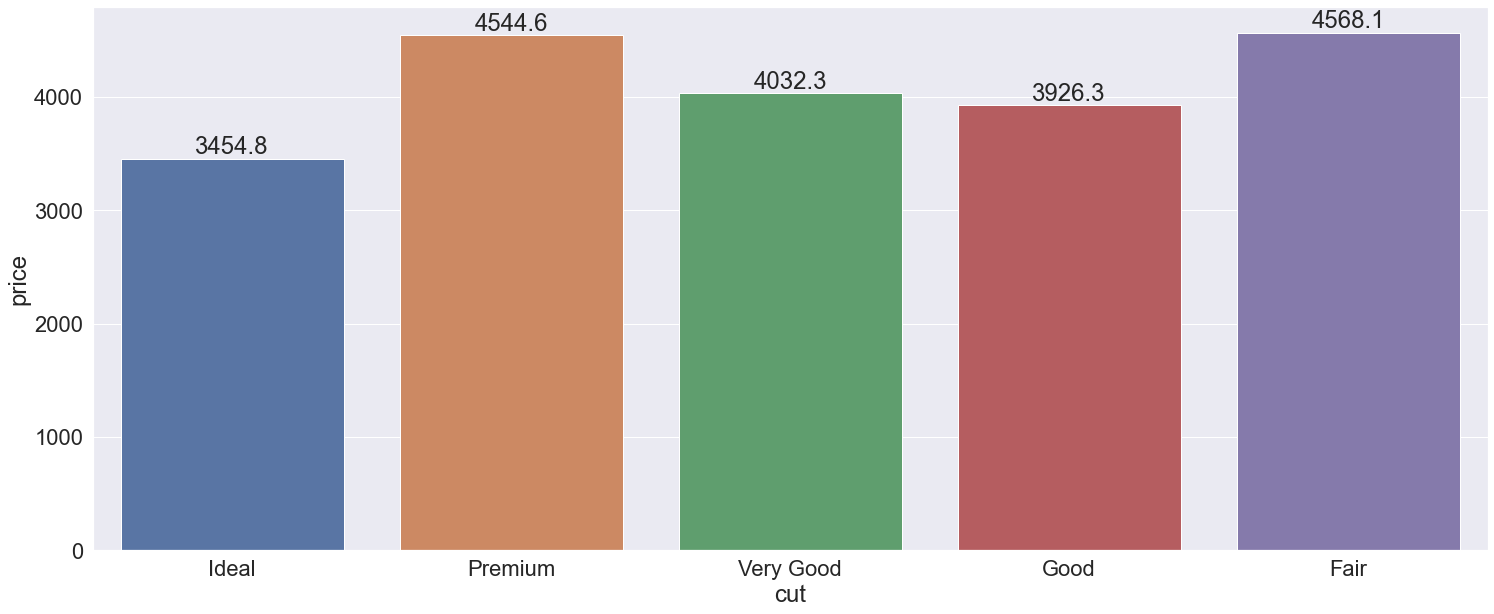 4544.6
4568.1
4032.3
3926.3
3454.8
4000
3000
2000
1000
0
price
Ideal
Premium
Very Good
Good
Fair
cut